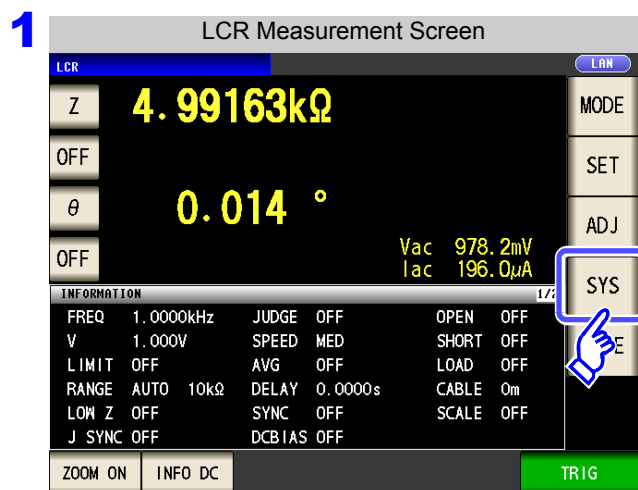 1
LCR Measurement Screen
LCR
LAN
Z 4.99163kΩ
MODE
OFF
SET
θ 0.014 °
ADJ
OFF
Vac 978.2mV
Iac 196.0μA
SYS
INFORMATION
FREQ 1.0000kHz JUDGE OFF OPEN OFF
V 1.000V SPEED MED SHORT OFF
LIMIT OFF AVG OFF LOAD OFF
RANGE AUTO 10kΩ DELAY 0.0000s CABLE 0m
LOW Z OFF SYNC OFF SCALE OFF
J SYNC OFF DCBIAS OFF
ZOOM ON INFO DC TRIG